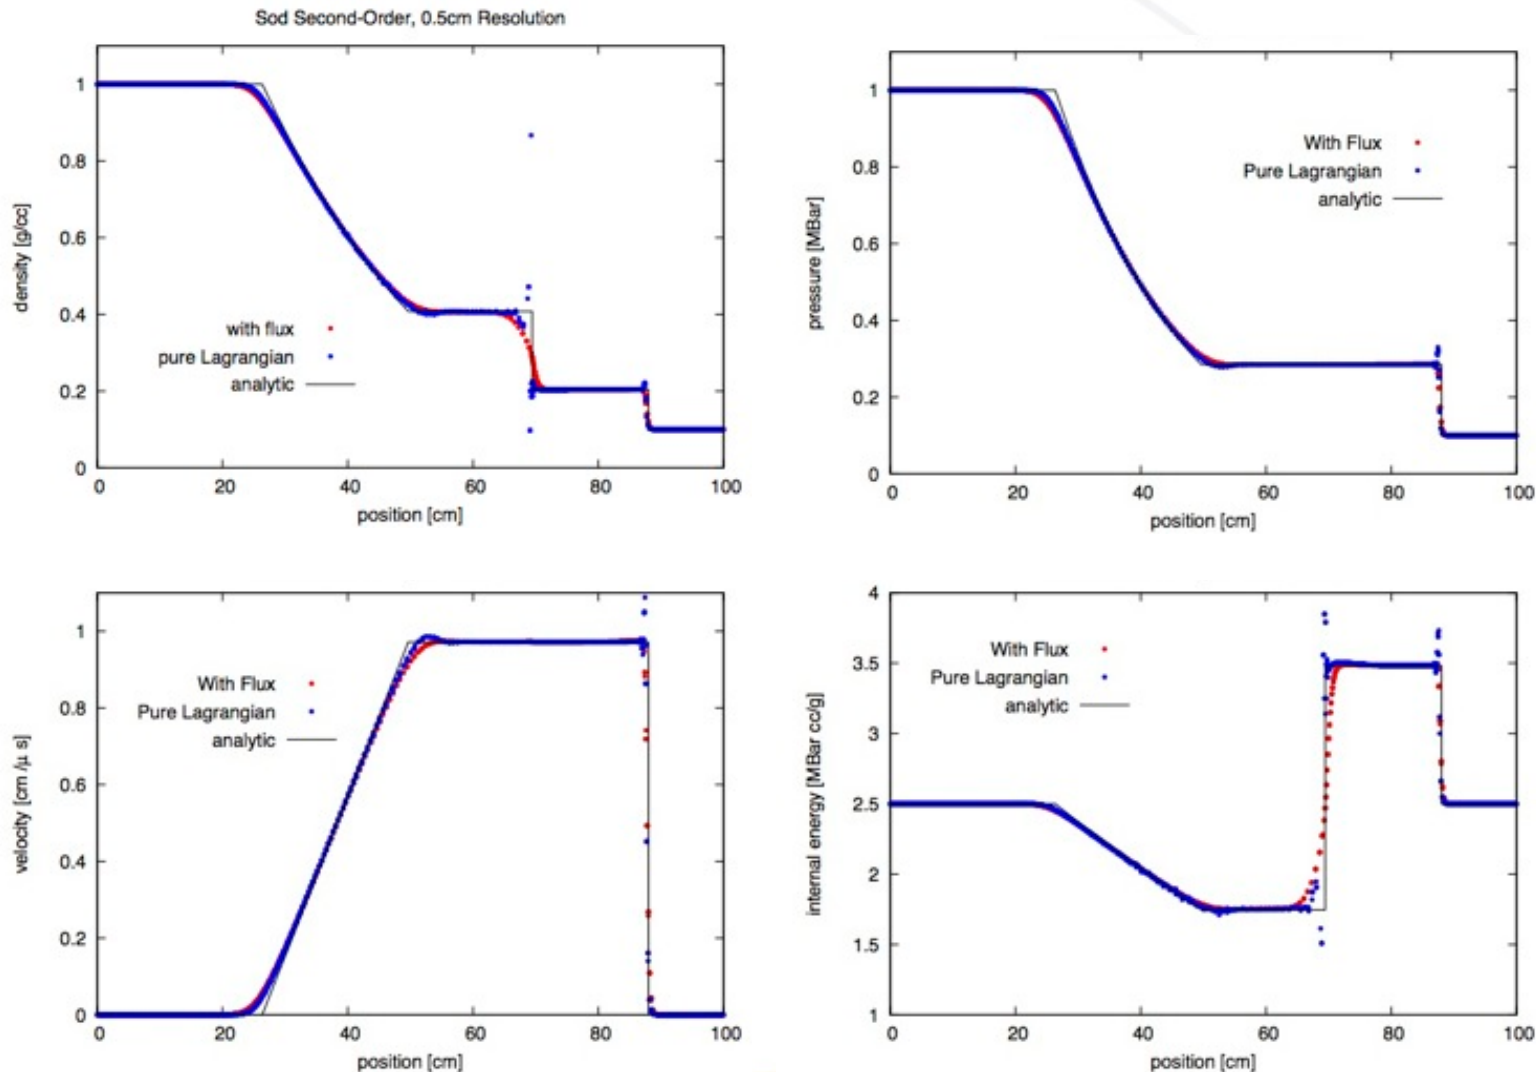 Sod Second-Order, 0.5cm Resolution
1
0.8
0.6
0.4
0.2
0
density [g/cc]
with flux
pure Lagrangian
analytic
0 20 40 60 80 100
position [cm]
1
0.8
0.6
0.4
0.2
0
pressure [MBar]
With Flux
Pure Lagrangian
analytic
0 20 40 60 80 100
position [cm]
1
0.8
0.6
0.4
0.2
0
velocity [cm /μ s]
With Flux
Pure Lagrangian
analytic
0 20 40 60 80 100
position [cm]
4
3.5
3
2.5
2
1.5
1
internal energy [MBar cc/g]
With Flux
Pure Lagrangian
analytic
0 20 40 60 80 100
position [cm]